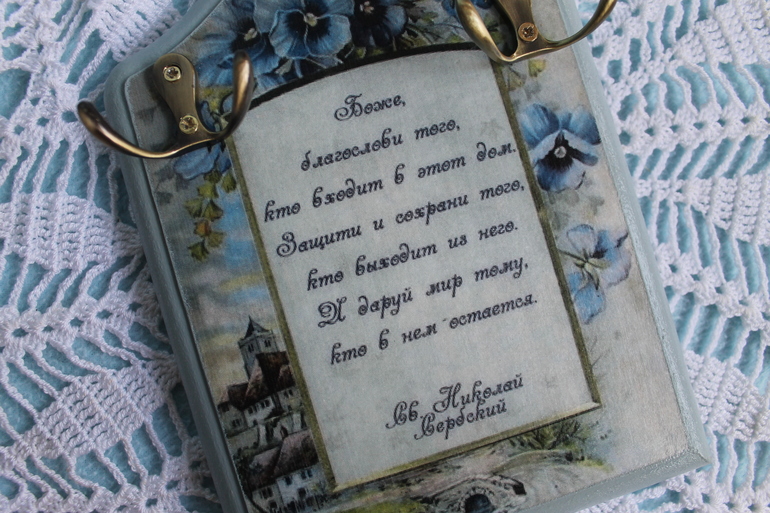 Боже,
благослови того,
кто входит в этот дом.
Защити и сохрани того,
кто выходит из него.
И даруй мир тому,
кто в нем остается.
Св. Николай
Сербский